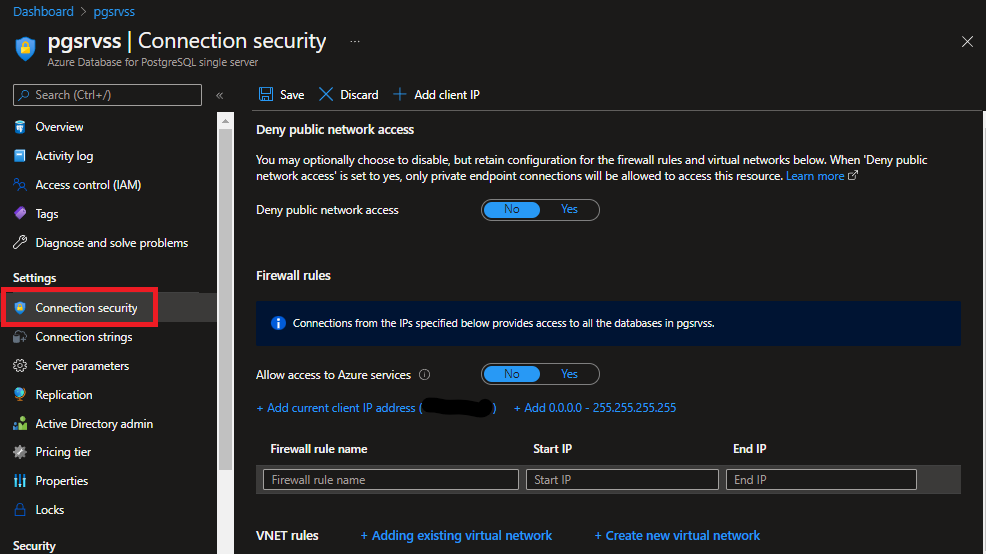 Dashboard > pgsrvss
pgsrvss | Connection security ...
Azure Database for PostgreSQL single server
Search (Ctrl+/)
«
Overview
Activity log
Access control (IAM)
Tags
Diagnose and solve problems
Settings
Connection security
Connection strings
Server parameters
Replication
Active Directory admin
Pricing tier
Properties
Locks
Security
Save Discard + Add client IP
Deny public network access
You may optionally choose to disable, but retain configuration for the firewall rules and virtual networks below. When 'Deny public
network access' is set to yes, only private endpoint connections will be allowed to access this resource. Learn more
Deny public network access No Yes
Firewall rules
Connections from the IPs specified below provides access to all the databases in pgsrvss.
Allow access to Azure services No Yes
+ Add current client IP address ( ) + Add 0.0.0.0 - 255.255.255.255
Firewall rule name Start IP End IP
Firewall rule name Start IP End IP
VNET rules + Adding existing virtual network + Create new virtual network